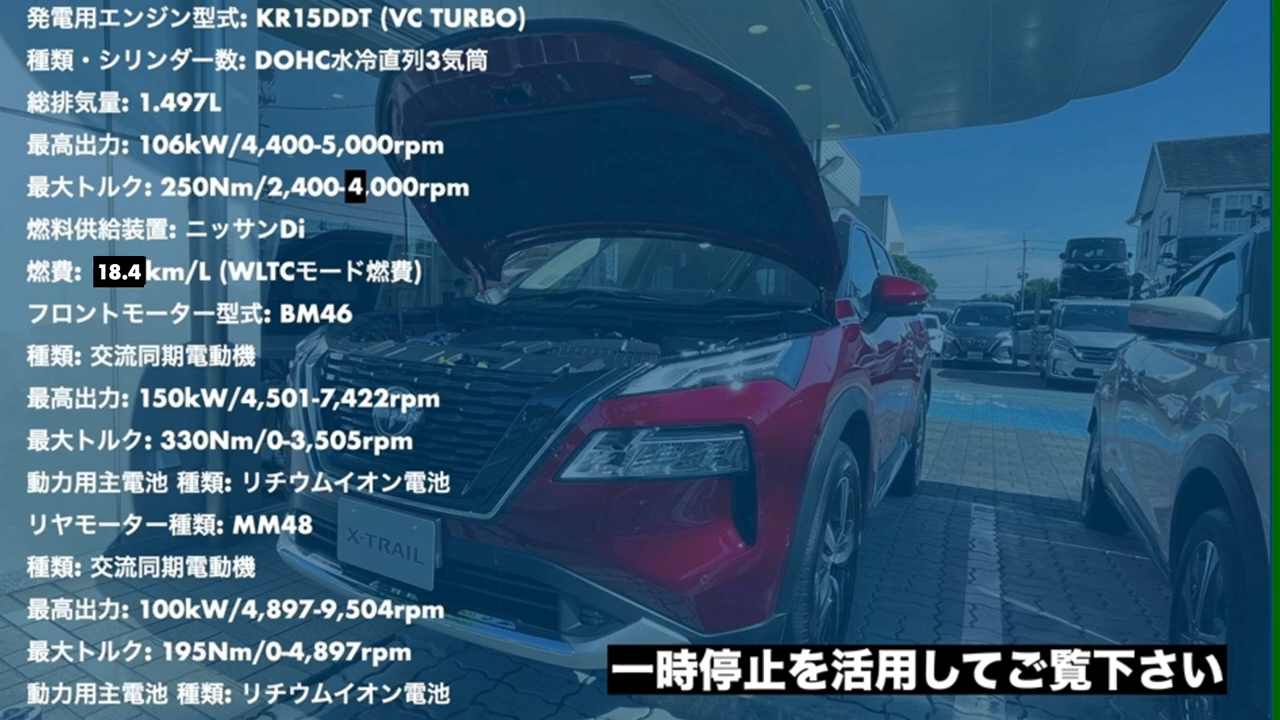 発電用エンジン型式: KR15DDT (VC TURBO)
種類・シリンダー数: DOHC水冷直列3気筒
総排気量: 1.497L
最高出力: 106kW/4,400-5,000rpm
最大トルク: 250Nm/2,400-4,000rpm
燃料供給装置: ニッサンDi
燃費: 18.4km/L (WLTCモード燃費)
フロントモーター型式: BM46
種類: 交流同期電動機
最高出力: 150kW/4,501-7,422rpm
最大トルク: 330Nm/0-3,505rpm
動力用主電池 種類: リチウムイオン電池
リヤモーター種類: MM48
種類: 交流同期電動機
最高出力: 100kW/4,897-9,504rpm
最大トルク: 195Nm/0-4,897rpm
動力用主電池 種類: リチウムイオン電池
X-TRAIL
一時停止を活用してご覧下さい